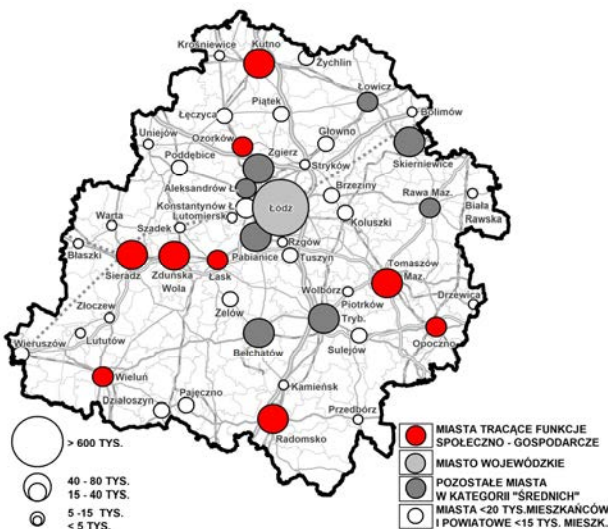 Krośniewice
Kutno
Żychlin
Łowicz
Łęczyca
Piątek
Bolimów
Uniejów
Ozorków
Głowno
Zgierz
Skierniewice
Poddębice
Stryków
Aleksandrów Ł.
Brzeziny
Rawa Maz.
Konstantynów Ł.
Łódź
Biała
Rawska
Lutomiersk
Koluszki
Warta
Szadek
Rzgów
Błaszki
Pabianice
Tuszyn
Sieradz
Zduńska
Wola
Łask
Tomaszów
Maz.
Wolbórz
Złoczew
Zelów
Piotrków
Tryb.
Drzewica
Wieruszów
Lututów
Bełchatów
Sulejów
Opoczno
Wieluń
Pajęczno
Kamieńsk
Działoszyn
Przedbórz
Radomsko
> 600 TYS.
40 - 80 TYS.
15 - 40 TYS.
5 -15 TYS.
< 5 TYS.
MIASTA TRACĄCE FUNKCJE
SPOŁECZNO - GOSPODARCZE
MIASTO WOJEWÓDZKIE
POZOSTAŁE MIASTA
W KATEGORII "ŚREDNICH"
MIASTA <20 TYS.MIESZKAŃCÓW
I POWIATOWE <15 TYS. MIESZK.